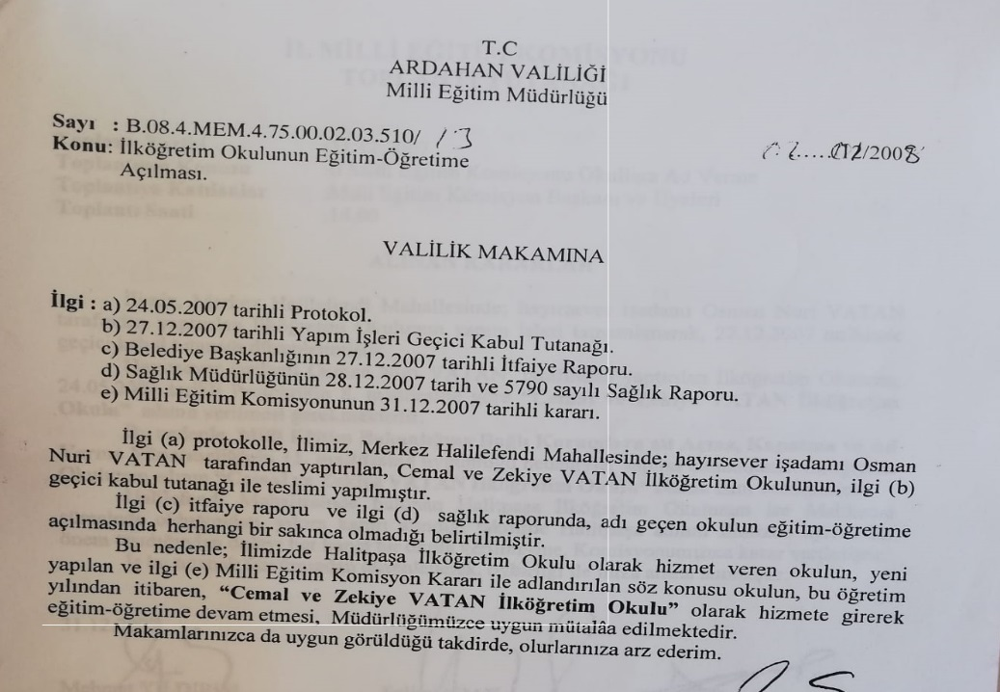 T.C
ARDAHAN VALİLİĞİ
Milli Eğitim Müdürlüğü
Sayı : B.08.4.MEM.4.75.00.02.03.510/ 13
Konu: İlköğretim Okulunun Eğitim-Öğretime
Açılması.
/2008
VALİLİK MAKAMINA
İlgi : a) 24.05.2007 tarihli Protokol.
b) 27.12.2007 tarihli Yapım İşleri Geçici Kabul Tutanağı.
c) Belediye Başkanlığının 27.12.2007 tarihli İtfaiye Raporu.
d) Sağlık Müdürlüğünün 28.12.2007 tarih ve 5790 sayılı Sağlık Raporu.
e) Milli Eğitim Komisyonunun 31.12.2007 tarihli kararı.
İlgi (a) protokolle, İlimiz, Merkez Halilefendi Mahallesinde; hayırsever işadamı Osman
Nuri VATAN tarafından yaptırılan, Cemal ve Zekiye VATAN İlköğretim Okulunun, ilgi (b)
geçici kabul tutanağı ile teslimi yapılmıştır.
İlgi (c) itfaiye raporu ve ilgi (d) sağlık raporunda, adı geçen okulun eğitim-öğretime
açılmasında herhangi bir sakınca olmadığı belirtilmiştir.
Bu nedenle; İlimizde Halitpaşa İlköğretim Okulu olarak hizmet veren okulun, yeni
yapılan ve ilgi (e) Milli Eğitim Komisyon Kararı ile adlandırılan söz konusu okulun, bu öğretim
yılından itibaren, “Cemal ve Zekiye VATAN İlköğretim Okulu” olarak hizmete girerek
eğitim-öğretime devam etmesi, Müdürlüğümüzce uygun mütalâa edilmektedir.
Makamlarınızca da uygun görüldüğü takdirde, olurlarınıza arz ederim.